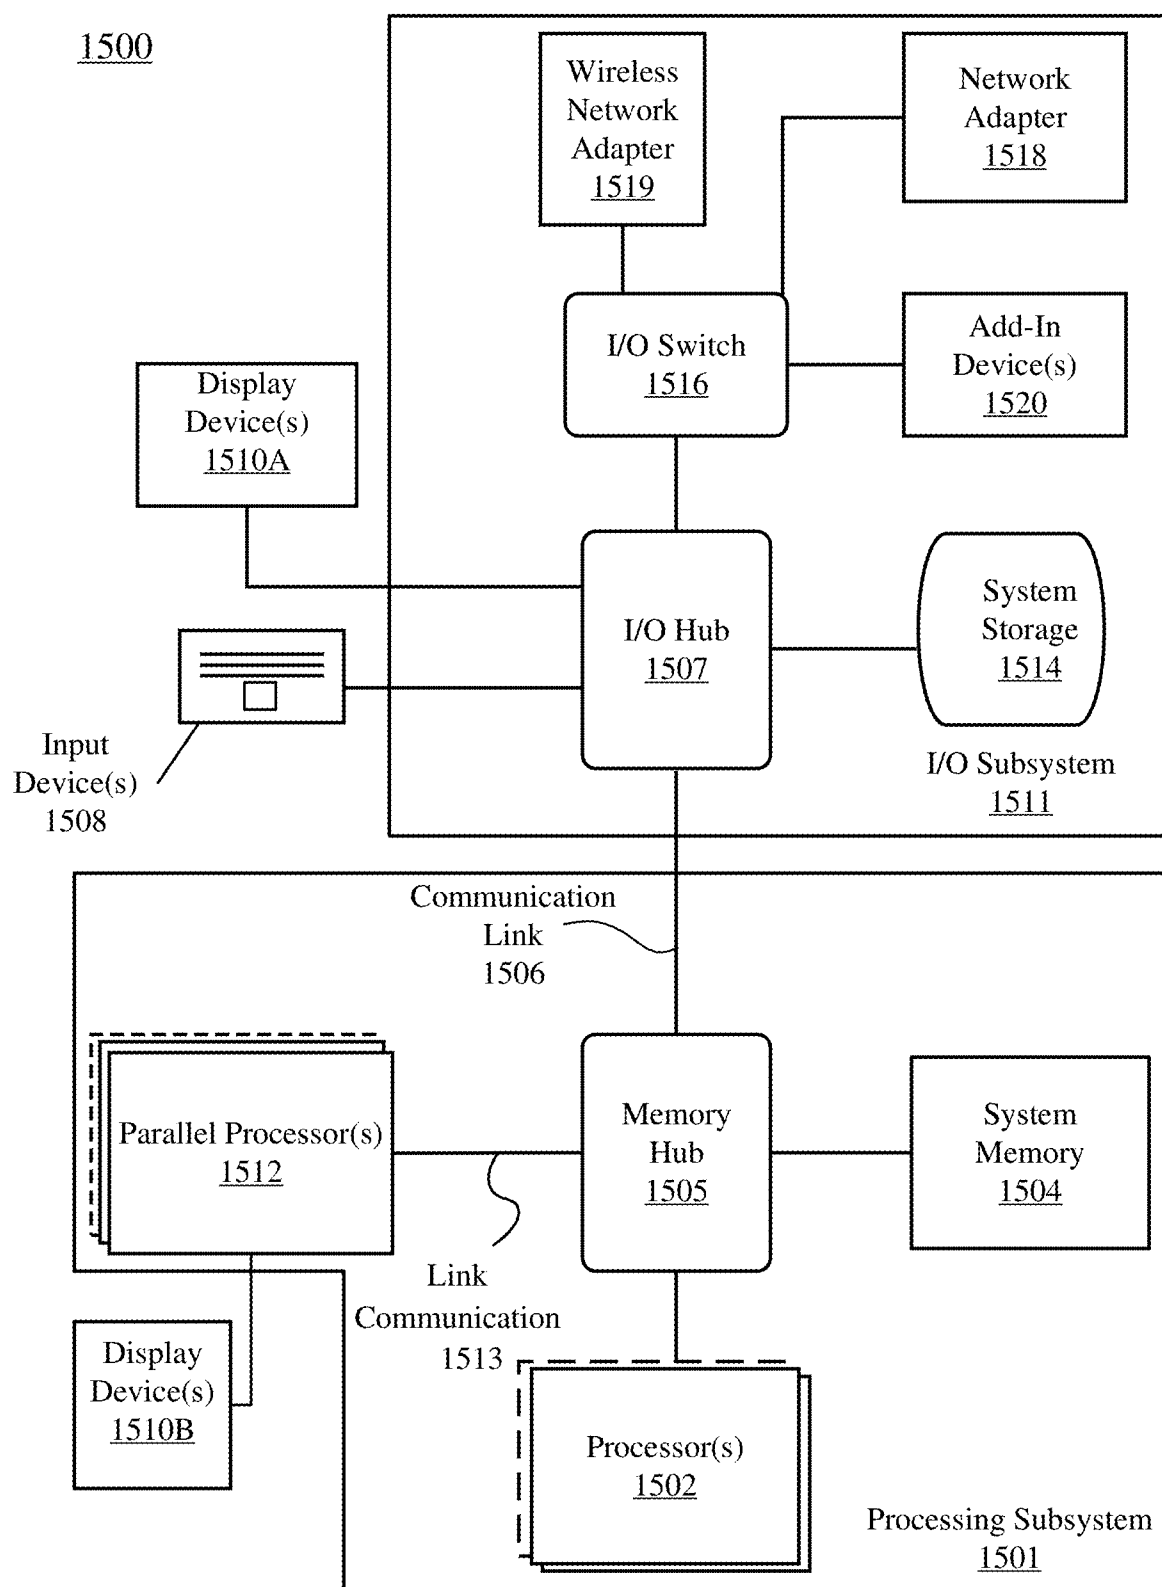 1500
Wireless
Network
Adapter
1519
Network
Adapter
1518
I/O Switch
1516
Add-In
Device(s)
1520
Display
Device(s)
1510A
I/O Hub
1507
System
Storage
1514
Input
Device(s)
1508
I/O Subsystem
1511
Communication
Link
1506
Parallel Processor(s)
1512
Memory
Hub
1505
System
Memory
1504
Link
Communication
1513
Display
Device(s)
1510B
Processor(s)
1502
Processing Subsystem
1501